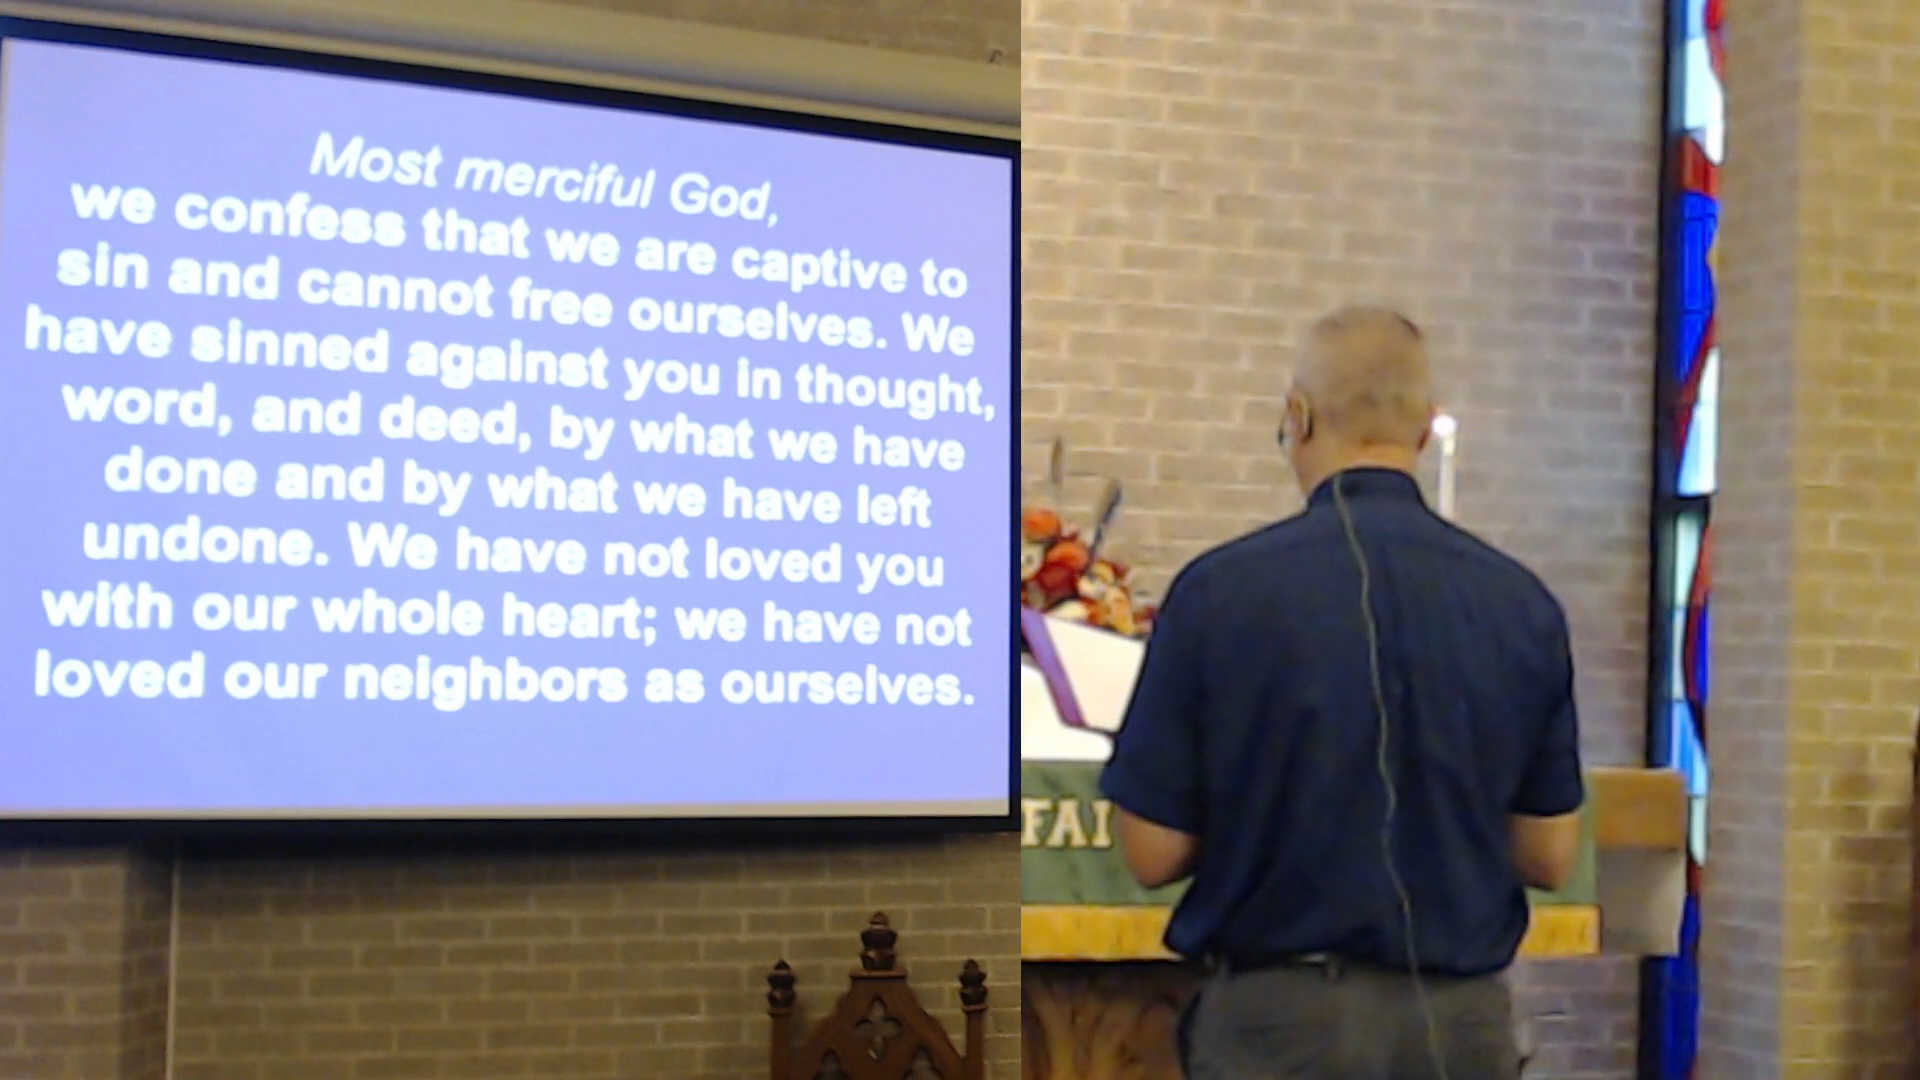 Most merciful God,
we confess that we are captive to
sin and cannot free ourselves. We
have sinned against you in thought,
word, and deed, by what we have
done and by what we have left
undone. We have not loved you
with our whole heart; we have not
loved our neighbors as ourselves.
FAI